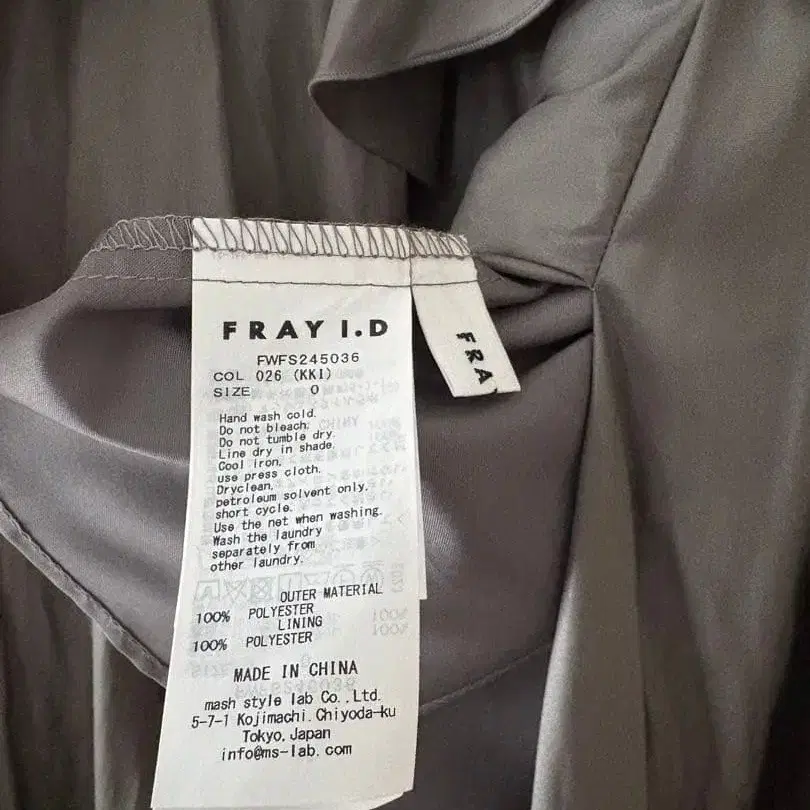 FRAY I.D
FWFS245036
COL 026 (KKI)
SIZE 0
Hand wash cold.
Do not bleach.
Do not tumble dry.
Line dry in shade.
Cool iron,
use press cloth.
Dryclean,
petroleum solvent only.
short cycle.
Use the net when washing.
Wash the laundry
separately from
other laundry.
OUTER MATERIAL
100% POLYESTER
LINING
100% POLYESTER
MADE IN CHINA
mash style lab Co.,Ltd.
5-7-1 Kojimachi.Chiyoda-ku
Tokyo,Japan
info@ms-lab.com
FRAY